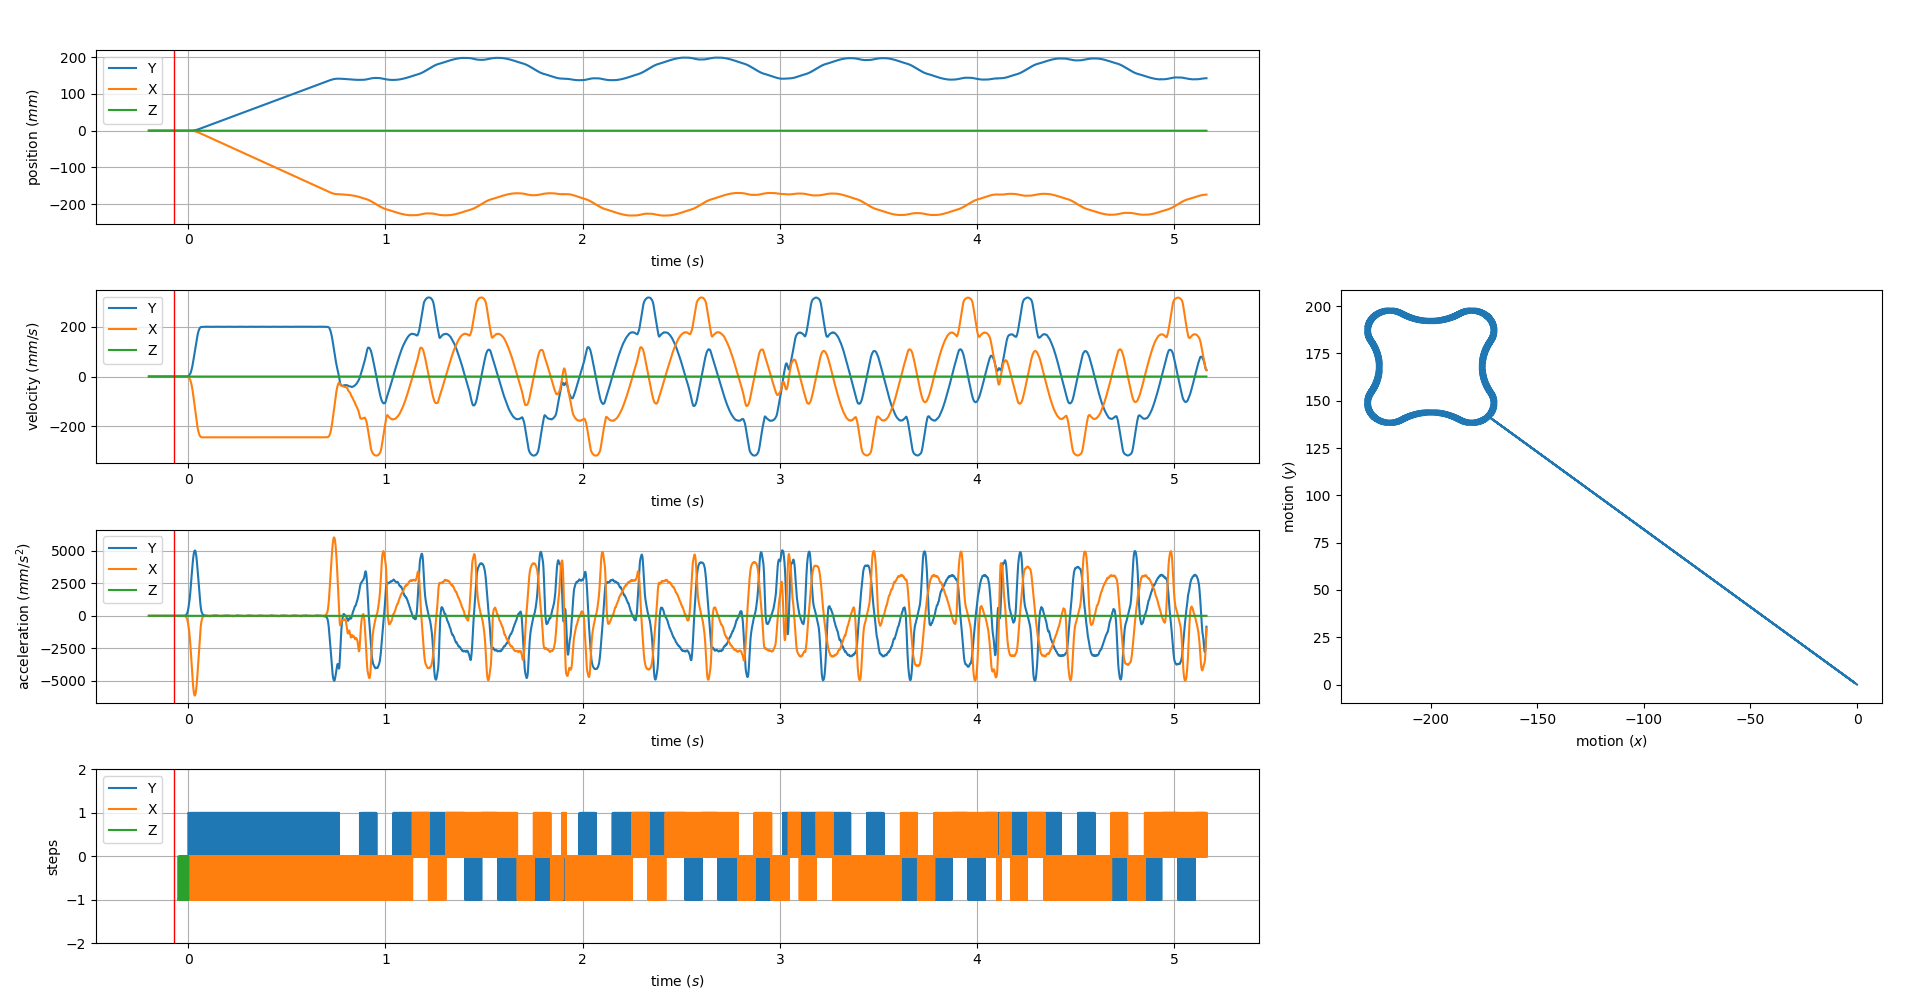 200
100
0
−100
−200
position (mm)
Y
X
Z
0 1 2 3 4 5
time (s)
200
0
−200
velocity (mm/s)
Y
X
Z
0 1 2 3 4 5
time (s)
5000
2500
0
−2500
−5000
acceleration (mm/s²)
Y
X
Z
0 1 2 3 4 5
time (s)
2
1
0
−1
−2
steps
Y
X
Z
0 1 2 3 4 5
time (s)
200
175
150
125
100
75
50
25
0
motion (y)
−200 −150 −100 −50 0
motion (x)